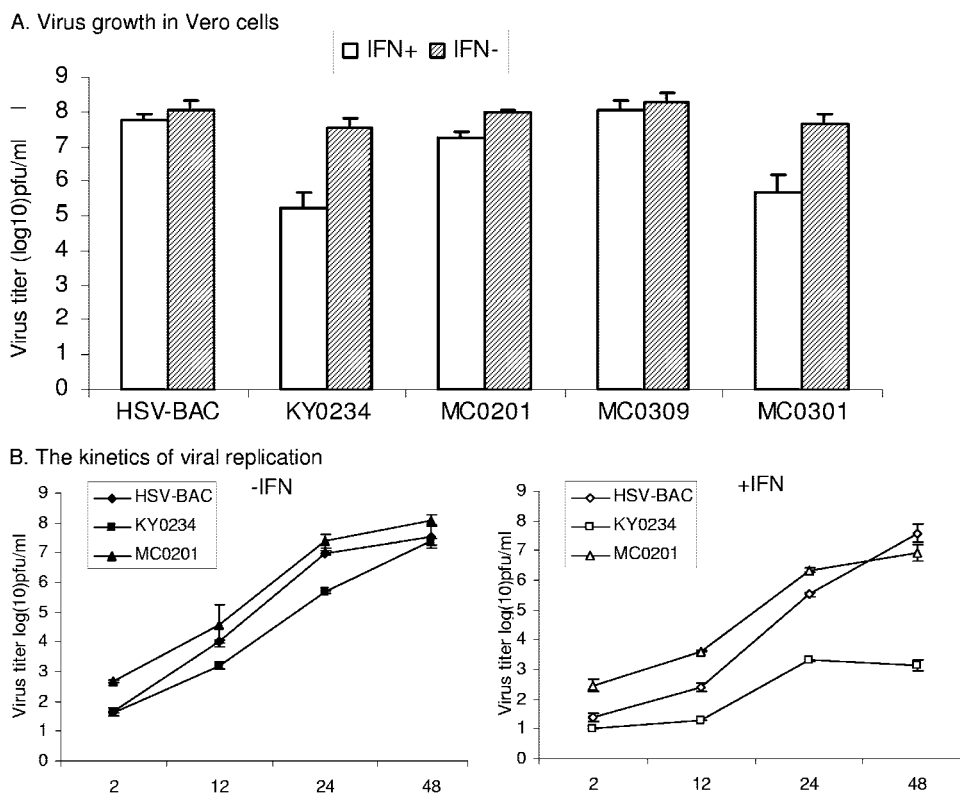 A. Virus growth in Vero cells
IFN+ IFN-
Virus titer (log10)pfu/ml
9
8
7
6
5
4
3
2
1
0
HSV-BAC KY0234 MC0201 MC0309 MC0301
B. The kinetics of viral replication
-IFN
HSV-BAC
KY0234
MC0201
Virus titer log(10)pfu/ml
9
8
7
6
5
4
3
2
1
0
2 12 24 48
+IFN
HSV-BAC
KY0234
MC0201
Virus titer log(10)pfu/ml
9
8
7
6
5
4
3
2
1
0
2 12 24 48